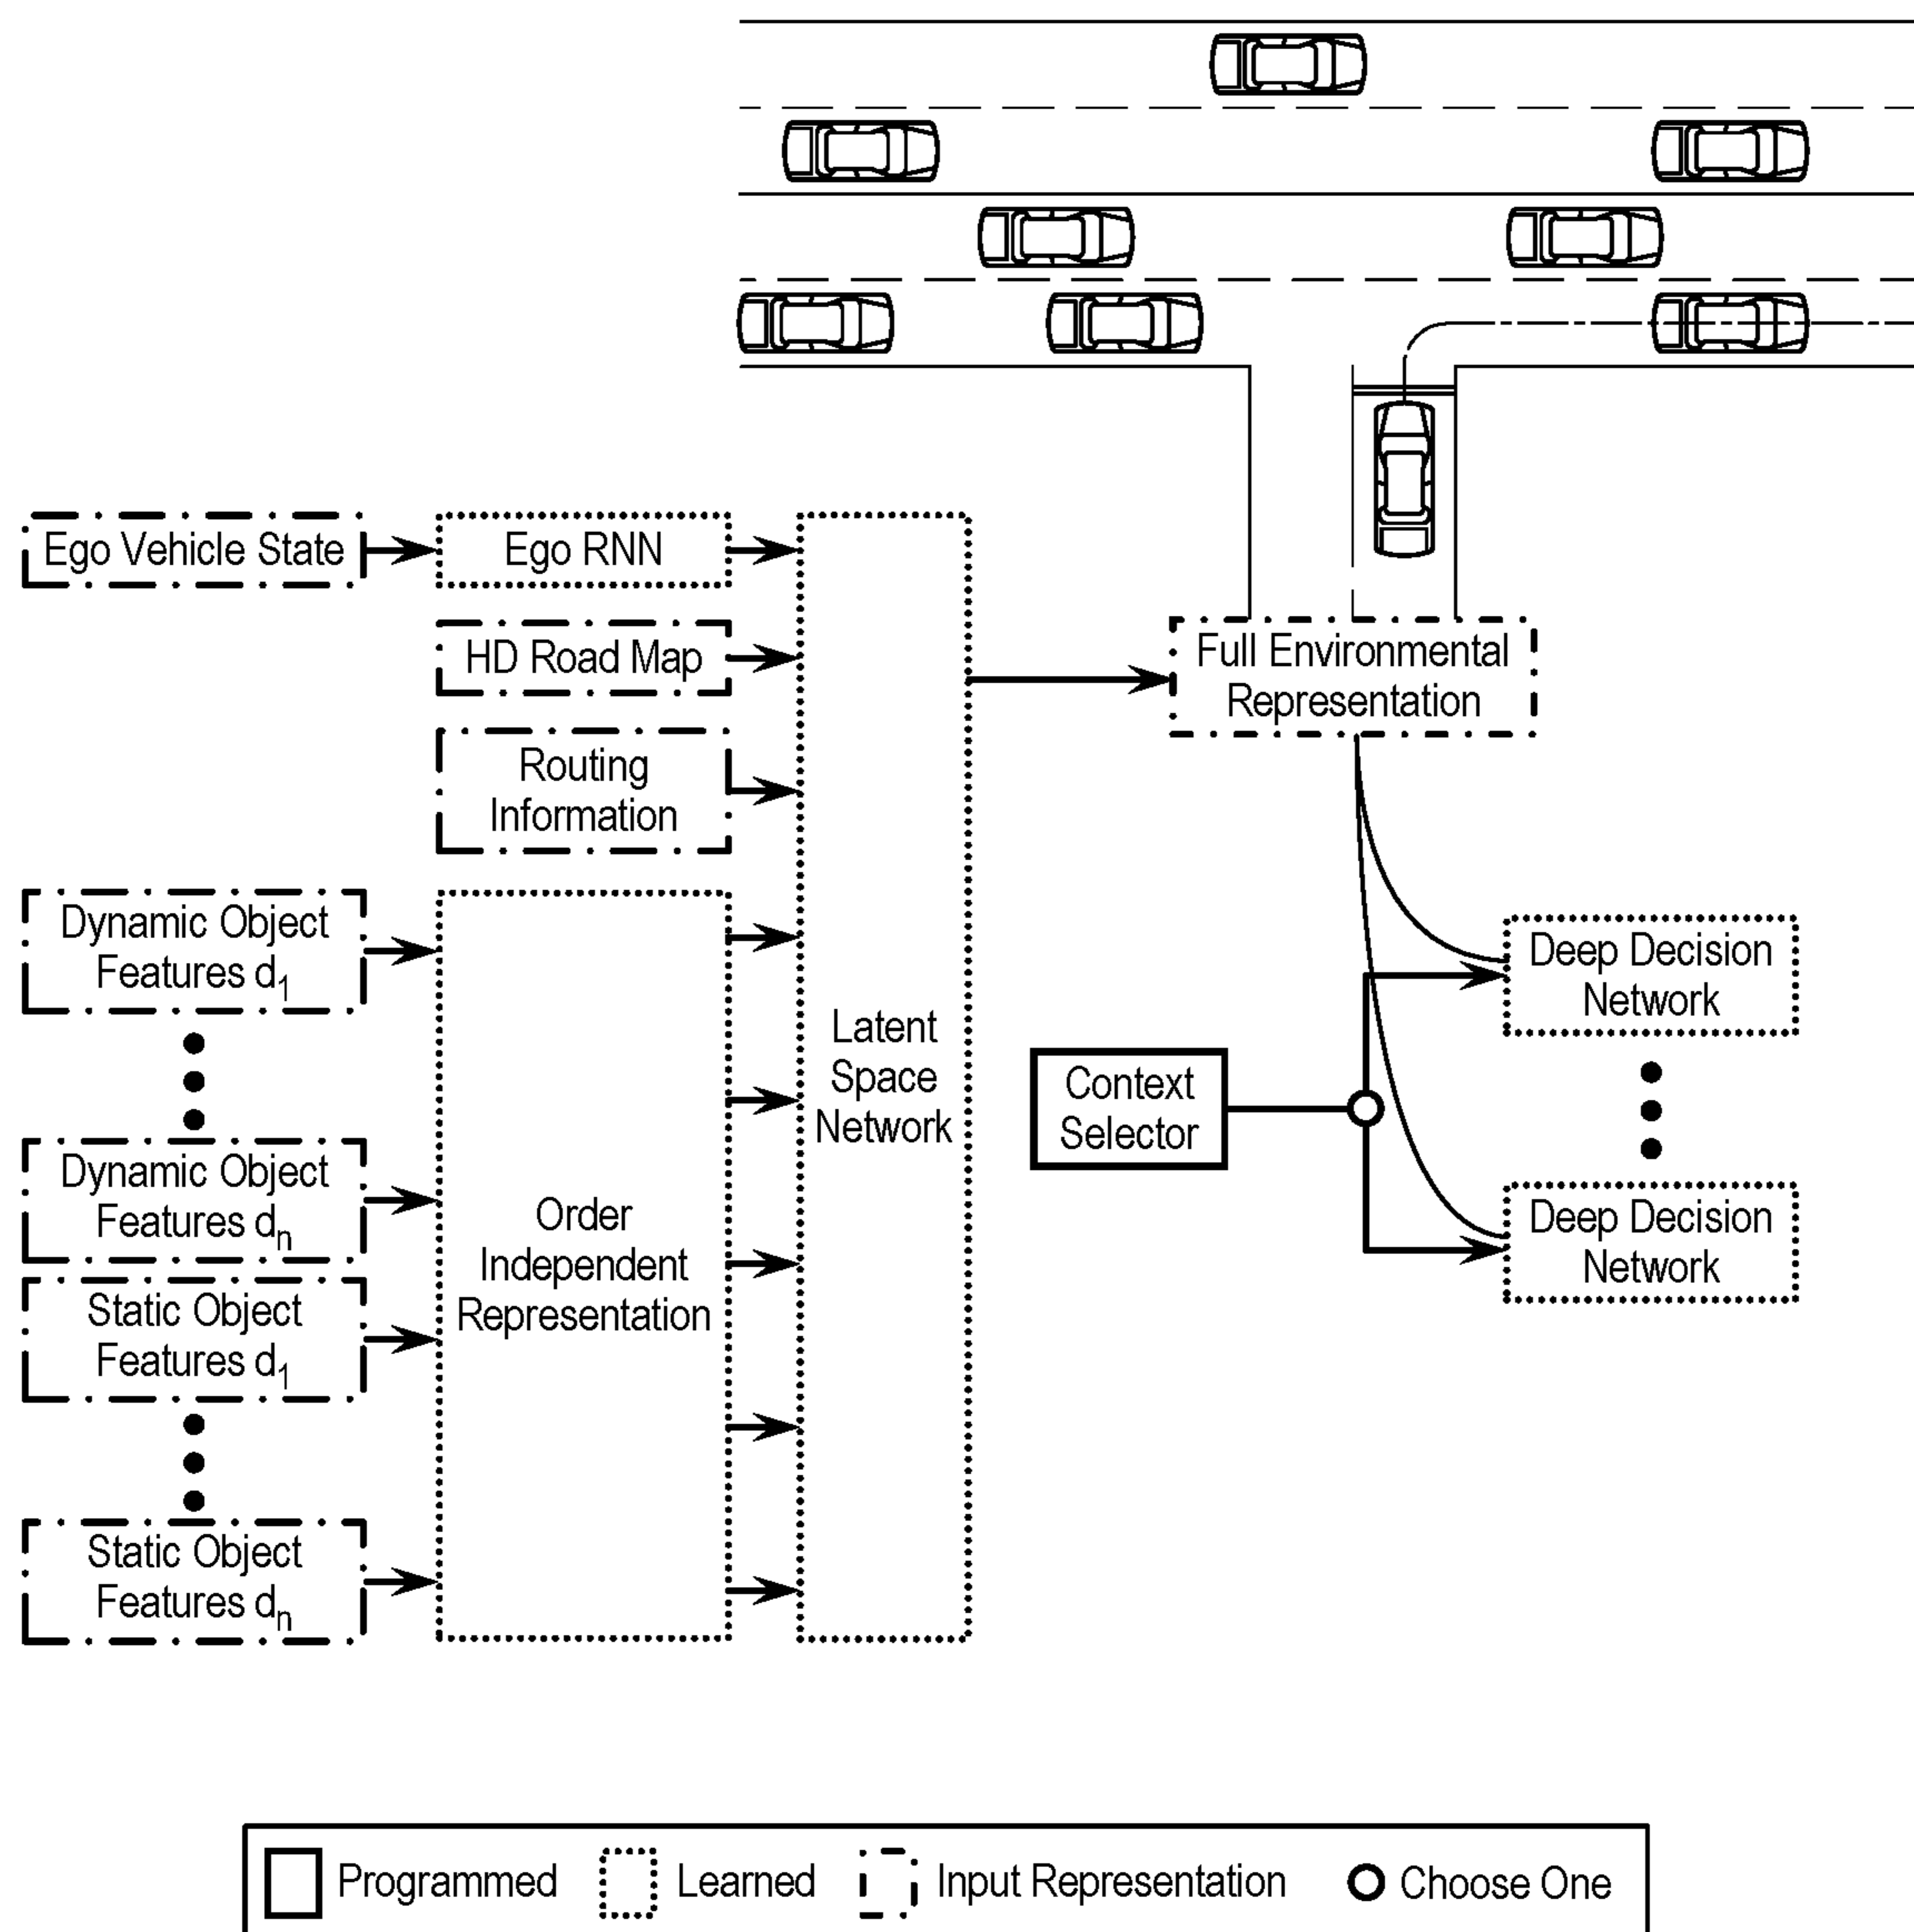 Ego Vehicle State
Ego RNN
HD Road Map
Routing
Information
Full Environmental
Representation
Dynamic Object
Features d1
Dynamic Object
Features dn
Static Object
Features d1
Static Object
Features dn
Order
Independent
Representation
Latent
Space
Network
Context
Selector
Deep Decision
Network
Deep Decision
Network
Programmed
Learned
Input Representation
Choose One